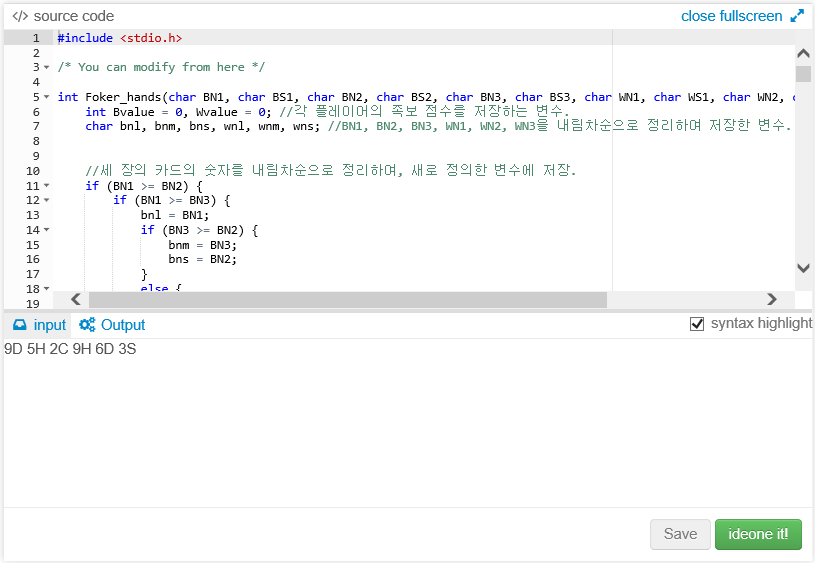 </> source code
close fullscreen
1 #include <stdio.h>
2
3 /* You can modify from here */
4
5 int Foker_hands(char BN1, char BS1, char BN2, char BS2, char BN3, char BS3, char WN1, char WS1, char WN2,
6 int Bvalue = 0, Wvalue = 0; //각 플레이어의 족보 점수를 저장하는 변수.
7 char bnl, bnm, bns, wnl, wnm, wns; //BN1, BN2, BN3, WN1, WN2, WN3을 내림차순으로 정리하여 저장한 변수.
8
9
10 //세 장의 카드의 숫자를 내림차순으로 정리하며, 새로 정의한 변수에 저장.
11 if (BN1 >= BN2) {
12 if (BN1 >= BN3) {
13 bnl = BN1;
14 if (BN3 >= BN2) {
15 bnm = BN3;
16 bns = BN2;
17 }
18 else {
19
input Output
syntax highlight
9D 5H 2C 9H 6D 3S
Save ideone it!